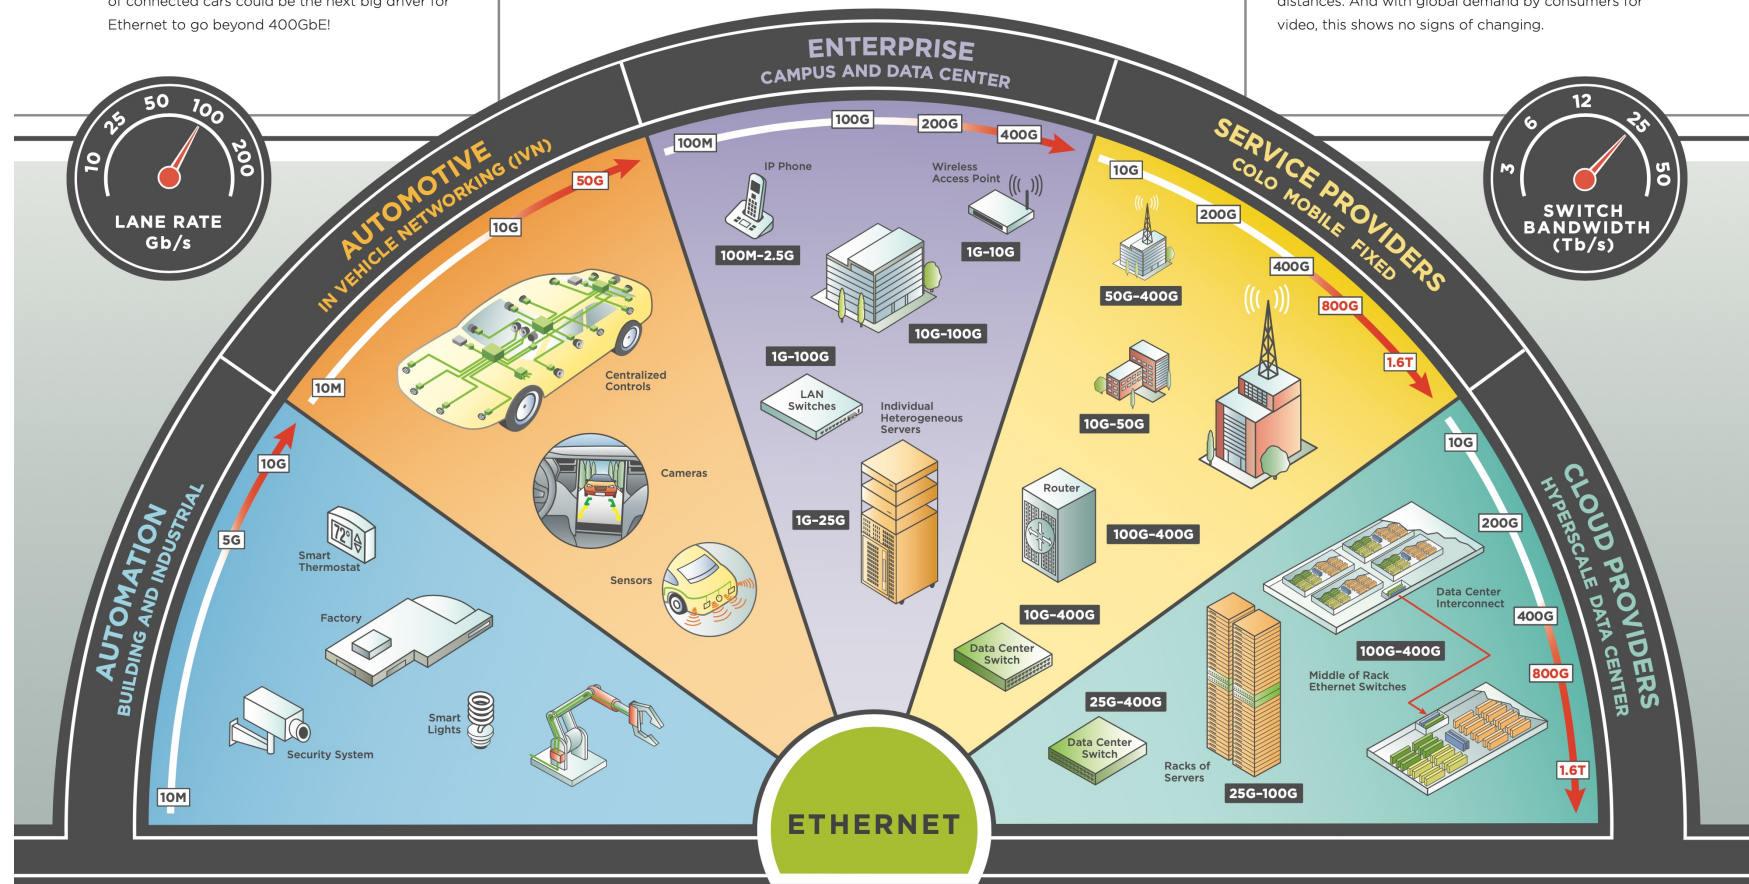 of connected cars could be the next big driver for
Ethernet to go beyond 400GbE!
distances. And with global demand by consumers for
video, this shows no signs of changing.
10
25
50
100
200
LANE RATE
Gb/s
3
6
12
25
50
SWITCH
BANDWIDTH
(Tb/s)
AUTOMATION
BUILDING AND INDUSTRIAL
10M
5G
10G
72°
Smart
Thermostat
Factory
Security System
Smart
Lights
AUTOMOTIVE
IN VEHICLE NETWORKING (IVN)
10M
10G
50G
Centralized
Controls
Cameras
Sensors
ENTERPRISE
CAMPUS AND DATA CENTER
100M
100G
200G
400G
IP Phone
100M–2.5G
Wireless
Access Point
1G–10G
10G–100G
1G–100G
LAN
Switches
Individual
Heterogeneous
Servers
1G–25G
SERVICE PROVIDERS
COLO MOBILE FIXED
10G
200G
400G
800G
1.6T
50G–400G
10G–50G
Router
100G–400G
10G–400G
Data Center
Switch
CLOUD PROVIDERS
HYPERSCALE DATA CENTER
10G
200G
400G
800G
1.6T
Data Center
Interconnect
100G–400G
Middle of Rack
Ethernet Switches
25G–400G
Data Center
Switch
Racks of
Servers
25G–100G
ETHERNET